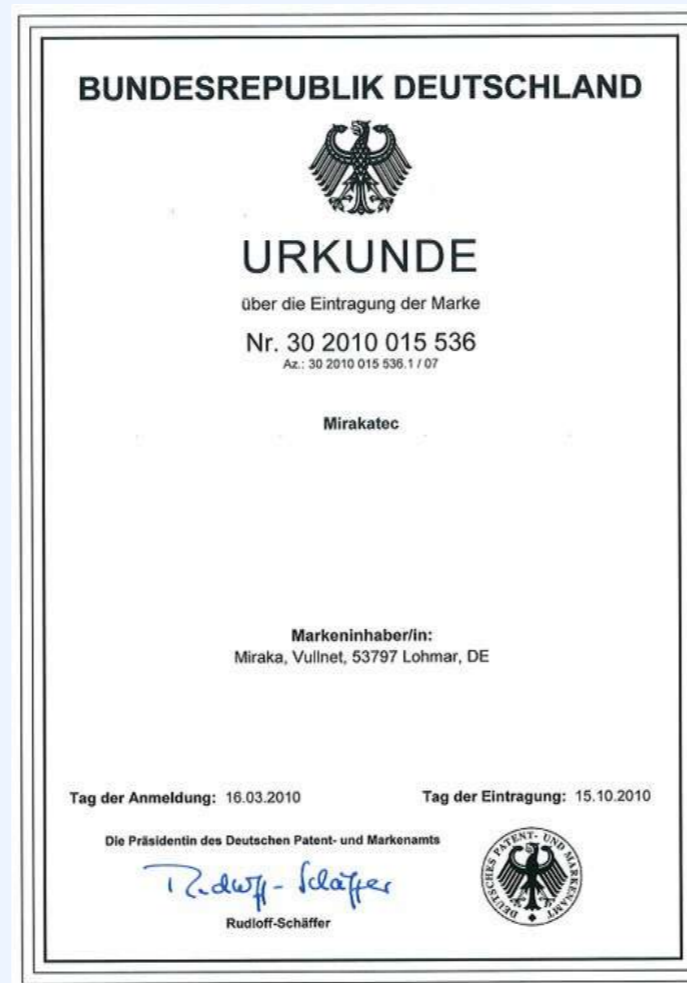 BUNDESREPUBLIK DEUTSCHLAND
URKUNDE
über die Eintragung der Marke
Nr. 30 2010 015 536
Az.: 30 2010 015 536.1 / 07
Mirakatec
Markeninhaber/in:
Miraka, Vullnet, 53797 Lohmar, DE
Tag der Anmeldung: 16.03.2010
Tag der Eintragung: 15.10.2010
Die Präsidentin des Deutschen Patent- und Markenamts
Rudloff-Schäffer
Rudloff-Schäffer
DEUTSCHES PATENT- UND MARKENAMT